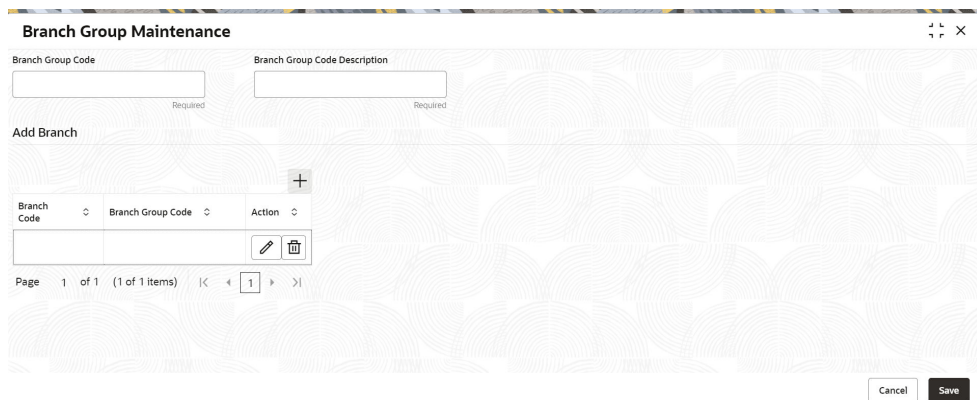 Branch Group Maintenance
Branch Group Code Branch Group Code Description
Required Required
Add Branch
Branch Code Branch Group Code Action
Page 1 of 1 (1 of 1 items) 1
Cancel Save